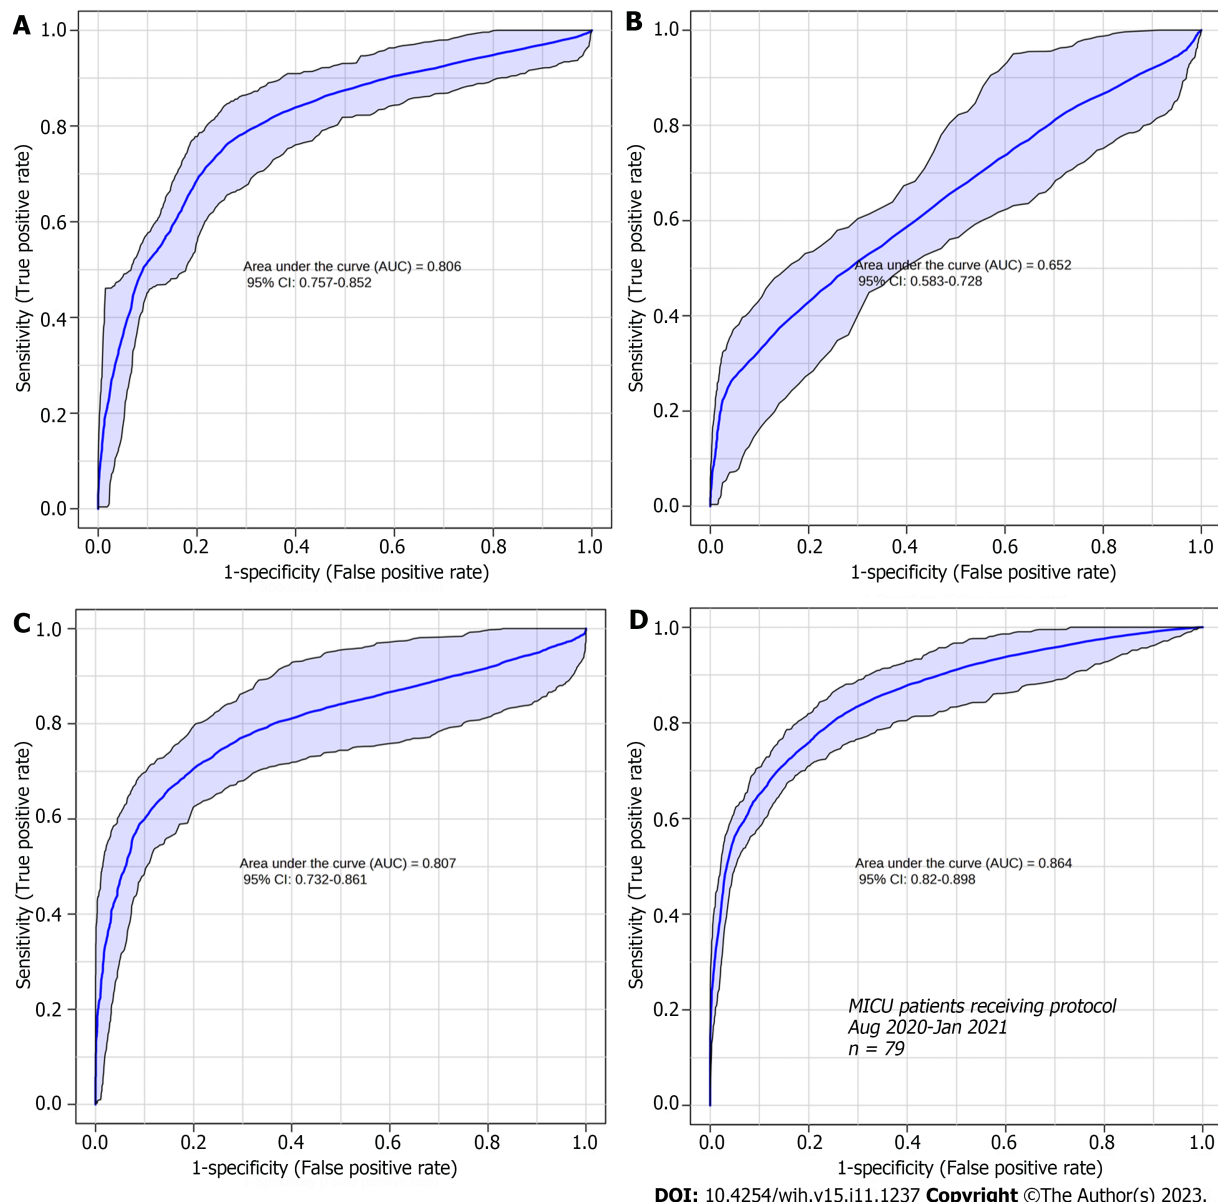 A
1.0
0.8
0.6
0.4
0.2
0.0
Sensitivity (True positive rate)
Area under the curve (AUC) = 0.806
95% CI: 0.757-0.852
0.0 0.2 0.4 0.6 0.8 1.0
1-specificity (False positive rate)
B
1.0
0.8
0.6
0.4
0.2
0.0
Sensitivity (True positive rate)
Area under the curve (AUC) = 0.652
95% CI: 0.583-0.728
0.0 0.2 0.4 0.6 0.8 1.0
1-specificity (False positive rate)
C
1.0
0.8
0.6
0.4
0.2
0.0
Sensitivity (True positive rate)
Area under the curve (AUC) = 0.807
95% CI: 0.732-0.861
0.0 0.2 0.4 0.6 0.8 1.0
1-specificity (False positive rate)
D
1.0
0.8
0.6
0.4
0.2
0.0
Sensitivity (True positive rate)
Area under the curve (AUC) = 0.864
95% CI: 0.82-0.898
MICU patients receiving protocol
Aug 2020-Jan 2021
n = 79
0.0 0.2 0.4 0.6 0.8 1.0
1-specificity (False positive rate)
DOI: 10.4254/wjh.v15.i11.1237 Copyright ©The Author(s) 2023.